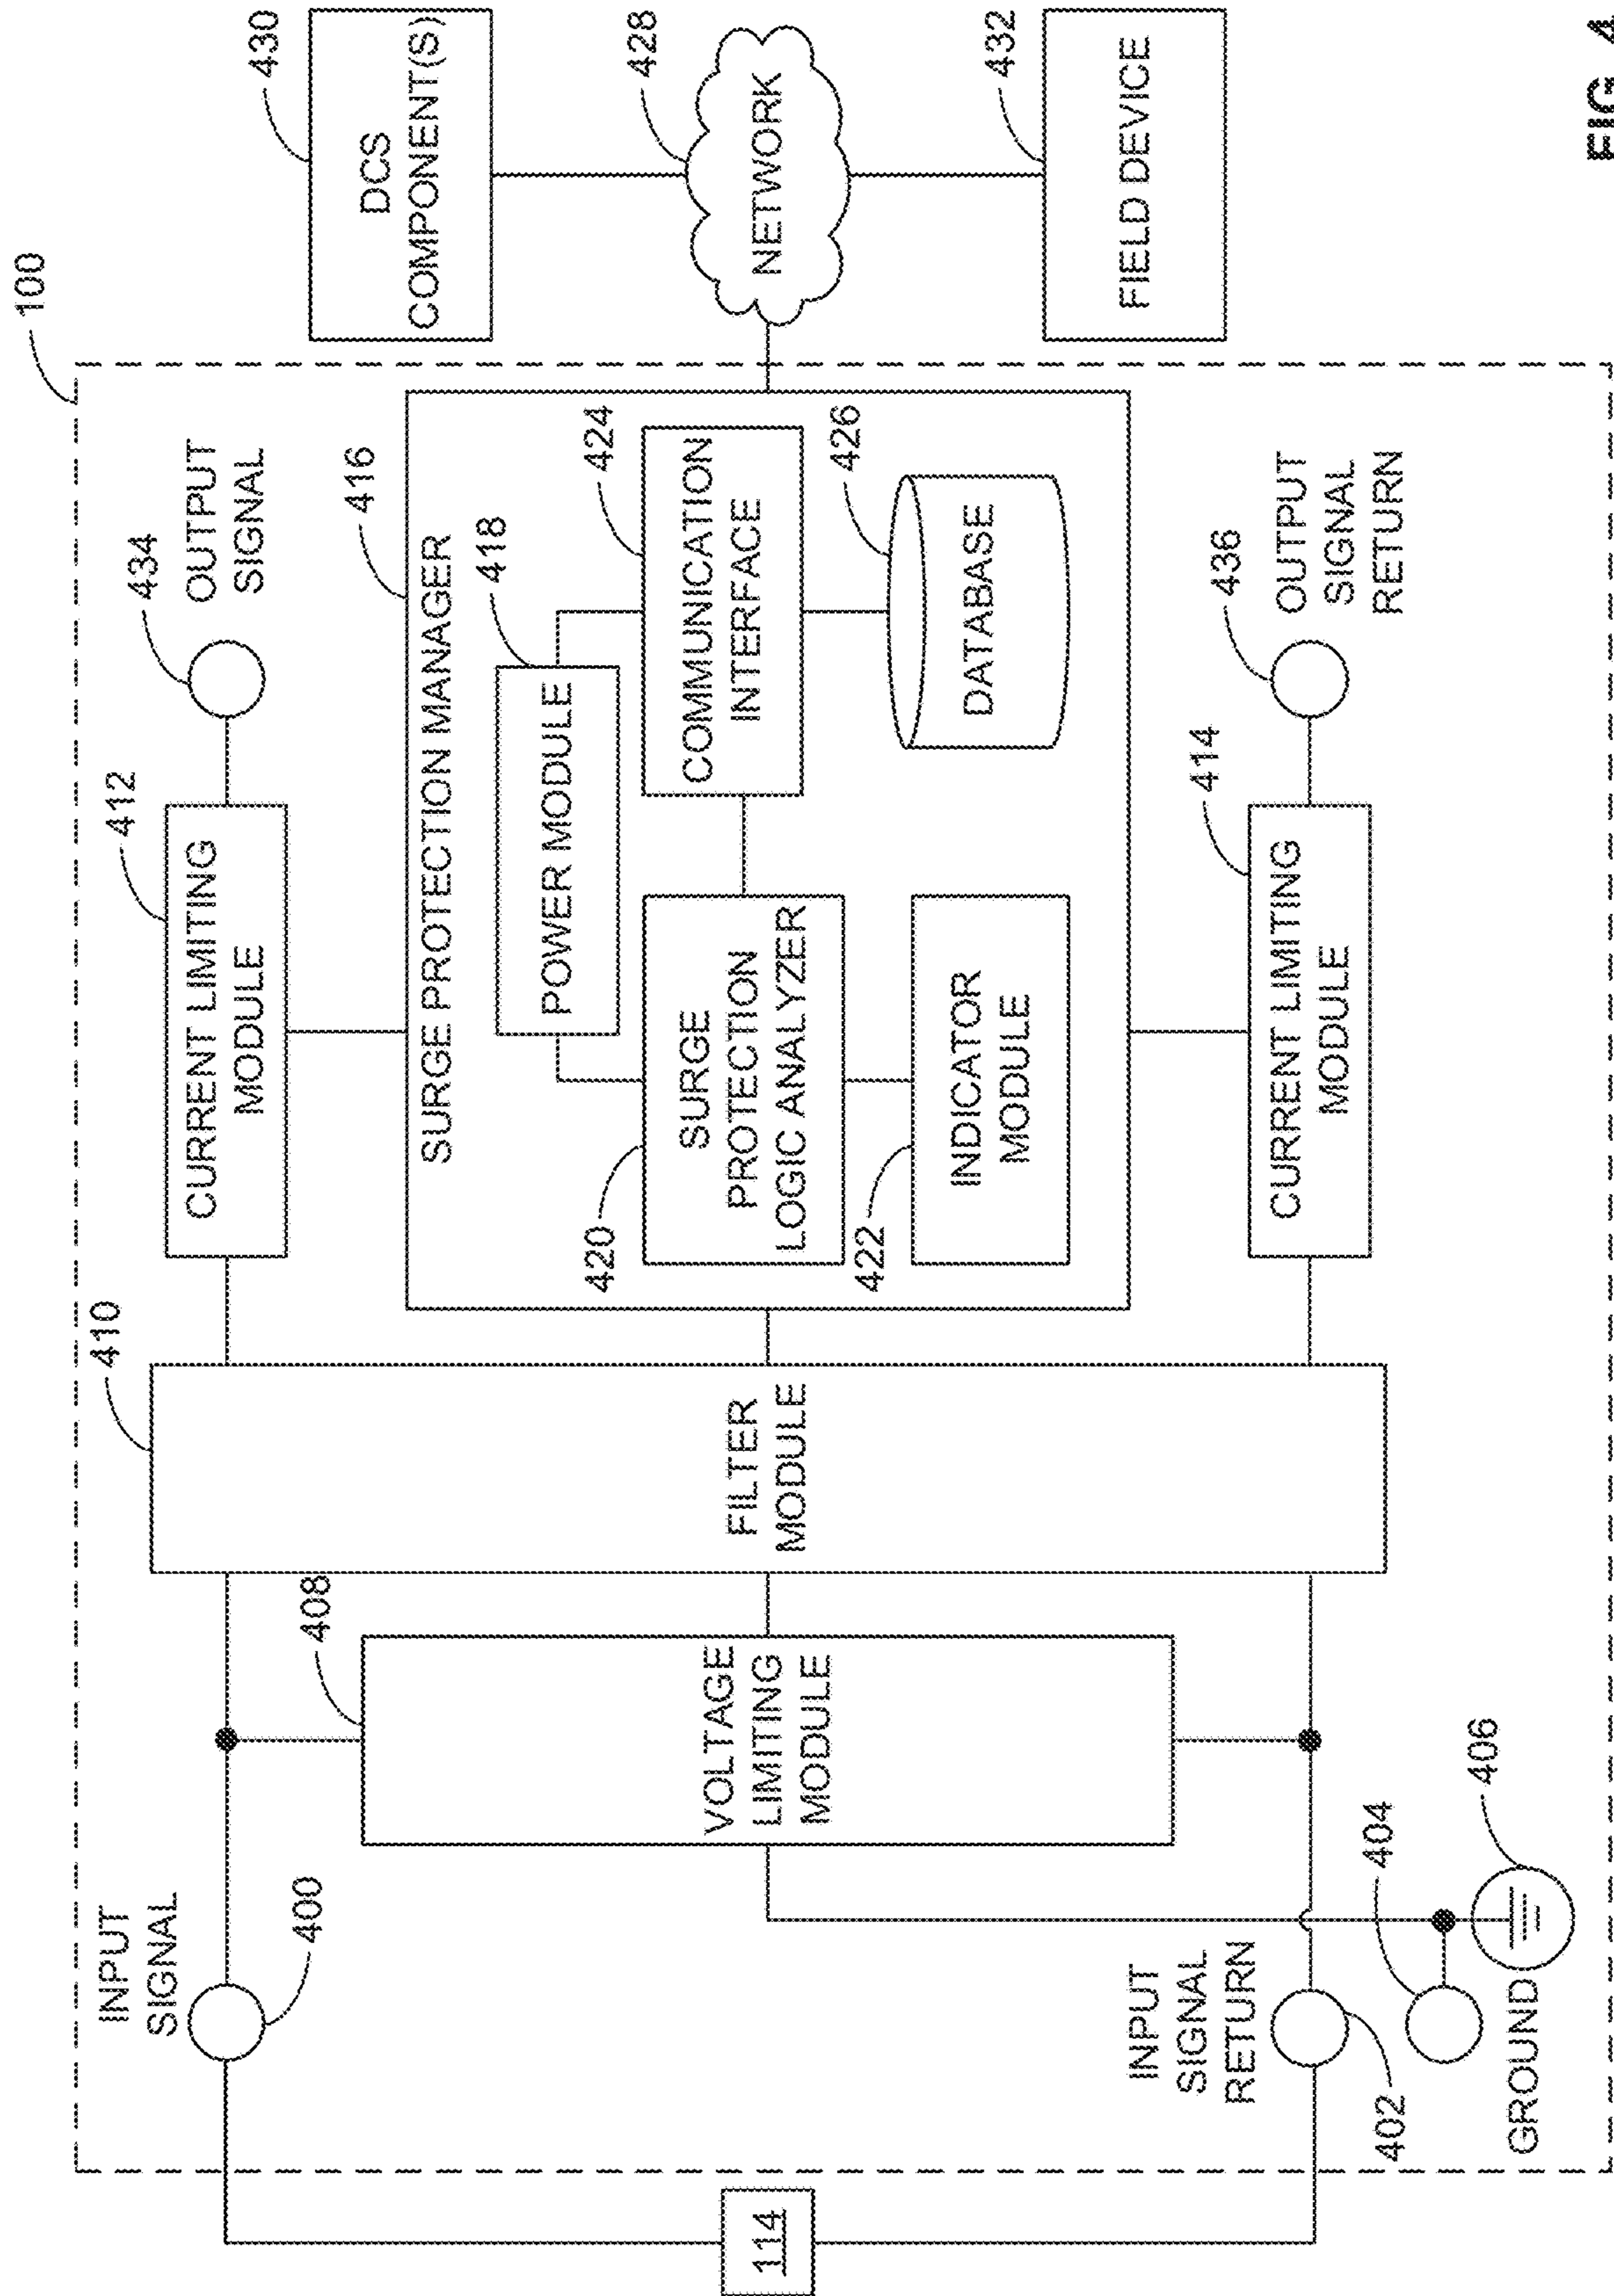 100
INPUT
SIGNAL
400
114
INPUT
SIGNAL
RETURN
402
404
GROUND
406
408
VOLTAGE
LIMITING
MODULE
410
FILTER
MODULE
412
CURRENT LIMITING
MODULE
434
OUTPUT
SIGNAL
416
SURGE PROTECTION MANAGER
418
POWER MODULE
420
SURGE
PROTECTION
LOGIC ANALYZER
424
COMMUNICATION
INTERFACE
422
INDICATOR
MODULE
426
DATABASE
414
CURRENT LIMITING
MODULE
436
OUTPUT
SIGNAL
RETURN
430
DCS
COMPONENT(S)
428
NETWORK
432
FIELD DEVICE
FIG. 4